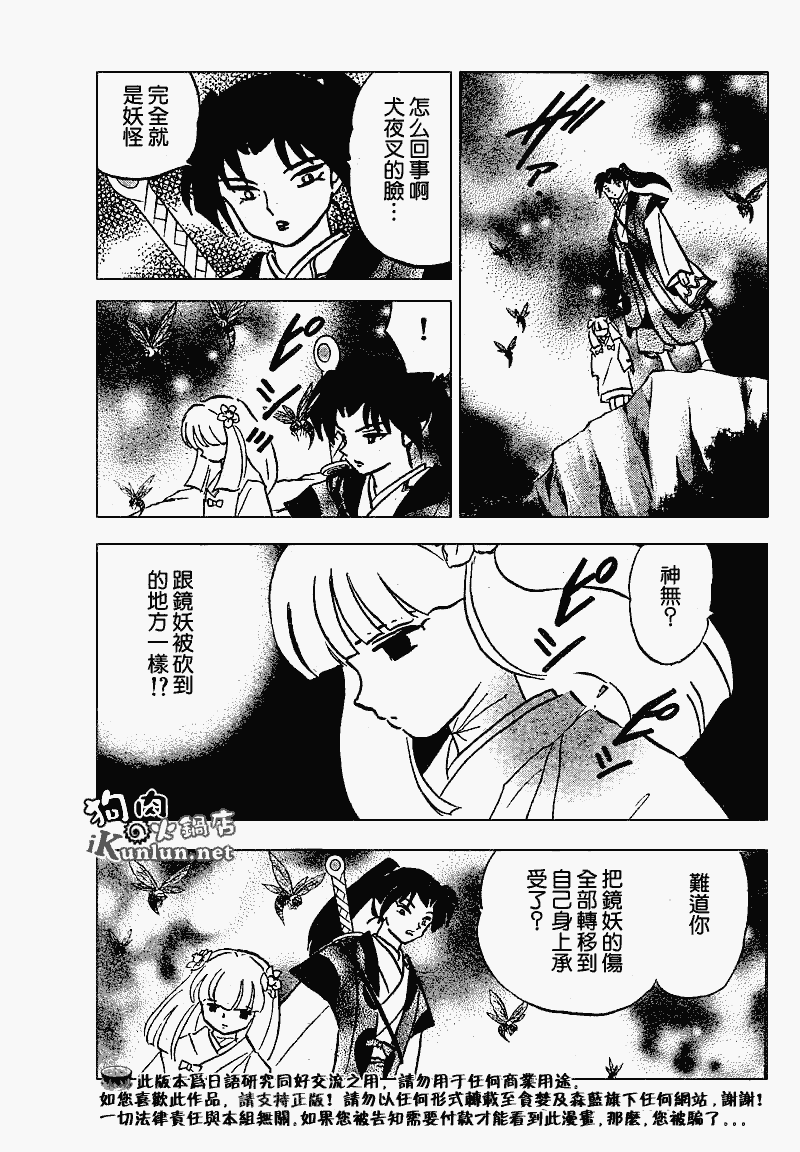 ザッ
怎么回事啊
犬夜叉的臉…
完全就
是妖怪
!
ピシッ
神無?
ピシ
ピシ
跟鏡妖被砍到
的地方一樣!?
難道你
把鏡妖的傷
全部轉移到
自己身上承
受了?
狗肉
火鍋店
iKunlun.net
此版本爲日語研究同好交流之用,請勿用于任何商業用途。
如您喜歡此作品,請支持正版!請勿以任何形式轉載至貪婪及森藍旗下任何網站,謝謝!
一切法律責任與本組無關.如果您被告知需要付款才能看到此漫畫,那麼,您被騙了...